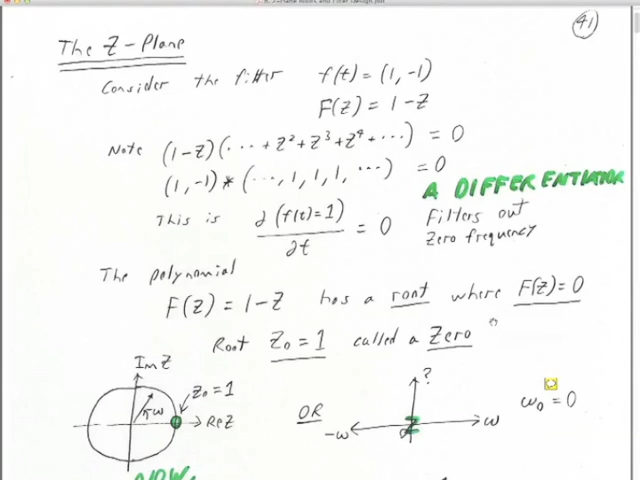 41
The Z-Plane
Consider the filter f(t) = (1, -1)
F(Z) = 1 - Z
Note (1-Z)(··· + Z² + Z³ + Z⁴ + ···) = 0
(1, -1) * (···, 1, 1, 1, ···) = 0
A DIFFERENTIATOR
This is ∂(f(t)=1) / ∂t = 0 Filters out
Zero frequency
The polynomial
F(Z) = 1-Z has a root where F(Z) = 0
Root Z₀ = 1 called a Zero
Im Z
Z₀ = 1
Re Z
OR
?
-ω
ω
ω₀ = 0
NOW,